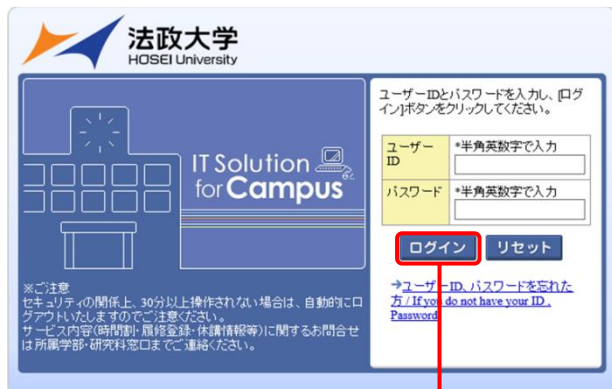 法政大学
HOSEI University
IT Solution
for Campus
※ご注意
セキュリティの関係上、30分以上操作されない場合は、自動的にロ
グアウトいたしますのでご注意ください。
サービス内容(時間割・履修登録・休講情報等)に関するお問合せ
は所属学部・研究科窓口までご連絡ください。
ユーザーIDとパスワードを入力し、[ログ
イン]ボタンをクリックしてください。
ユーザー
ID
*半角英数字で入力
パスワード
*半角英数字で入力
ログイン
リセット
→ユーザーID、パスワードを忘れた
方 / If you do not have your ID 、
Password